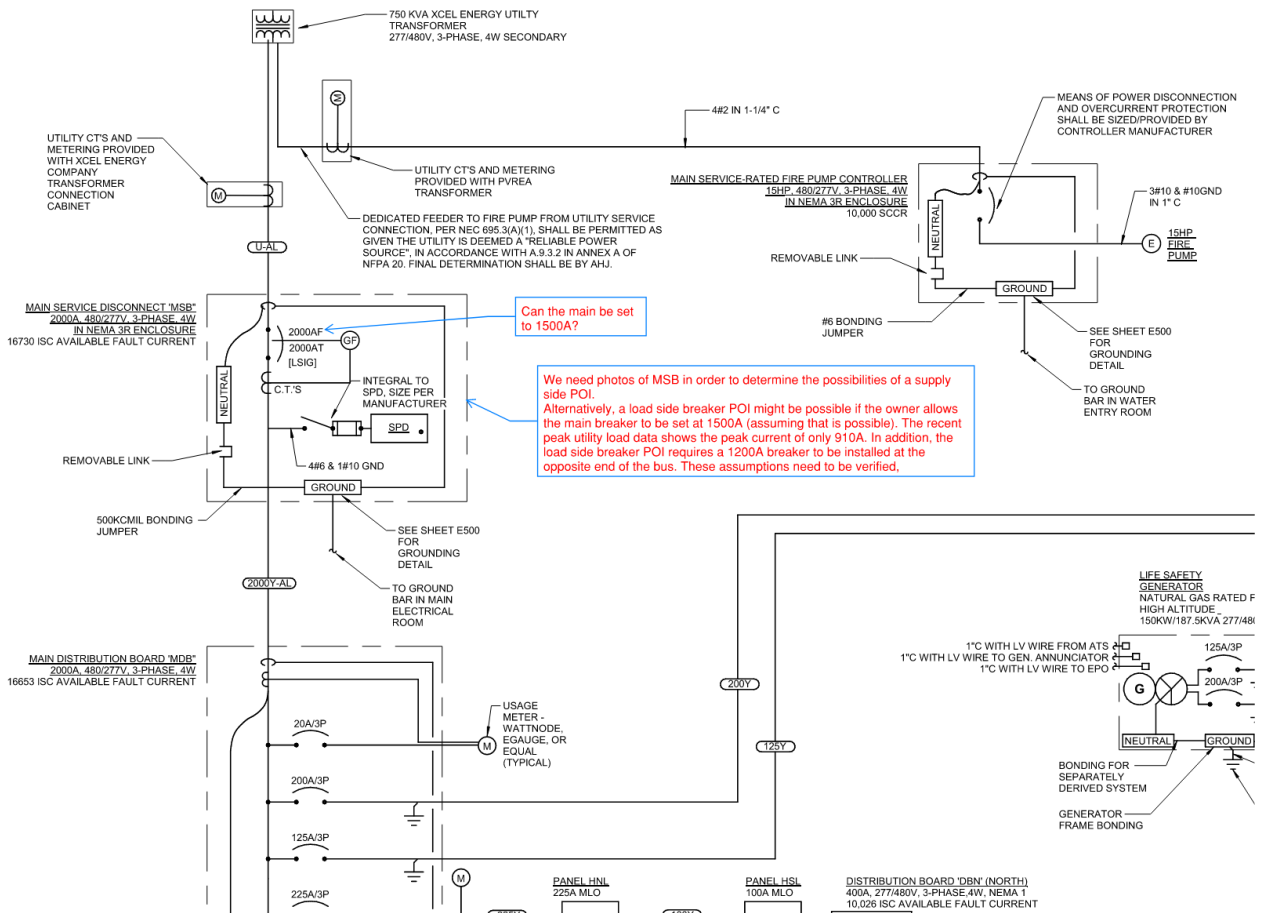 750 KVA XCEL ENERGY UTILTY
TRANSFORMER
277/480V, 3-PHASE, 4W SECONDARY
M
4#2 IN 1-1/4" C
MEANS OF POWER DISCONNECTION
AND OVERCURRENT PROTECTION
SHALL BE SIZED/PROVIDED BY
CONTROLLER MANUFACTURER
UTILITY CT'S AND
METERING PROVIDED
WITH XCEL ENERGY
COMPANY
TRANSFORMER
CONNECTION
CABINET
M
UTILITY CT'S AND METERING
PROVIDED WITH PVREA
TRANSFORMER
MAIN SERVICE-RATED FIRE PUMP CONTROLLER
15HP, 480/277V, 3-PHASE, 4W
IN NEMA 3R ENCLOSURE
10,000 SCCR
3#10 & #10GND
IN 1" C
NEUTRAL
E
15HP
FIRE
PUMP
DEDICATED FEEDER TO FIRE PUMP FROM UTILITY SERVICE
CONNECTION, PER NEC 695.3(A)(1), SHALL BE PERMITTED AS
GIVEN THE UTILITY IS DEEMED A "RELIABLE POWER
SOURCE", IN ACCORDANCE WITH A.9.3.2 IN ANNEX A OF
NFPA 20. FINAL DETERMINATION SHALL BE BY AHJ.
U-AL
REMOVABLE LINK
GROUND
#6 BONDING
JUMPER
SEE SHEET E500
FOR
GROUNDING
DETAIL
TO GROUND
BAR IN WATER
ENTRY ROOM
MAIN SERVICE DISCONNECT 'MSB'
2000A, 480/277V, 3-PHASE, 4W
IN NEMA 3R ENCLOSURE
16730 ISC AVAILABLE FAULT CURRENT
2000AF
2000AT
[LSIG]
GF
Can the main be set
to 1500A?
C.T.'S
NEUTRAL
INTEGRAL TO
SPD, SIZE PER
MANUFACTURER
SPD
We need photos of MSB in order to determine the possibilities of a supply
side POI.
Alternatively, a load side breaker POI might be possible if the owner allows
the main breaker to be set at 1500A (assuming that is possible). The recent
peak utility load data shows the peak current of only 910A. In addition, the
load side breaker POI requires a 1200A breaker to be installed at the
opposite end of the bus. These assumptions need to be verified,
REMOVABLE LINK
4#6 & 1#10 GND
GROUND
500KCMIL BONDING
JUMPER
SEE SHEET E500
FOR
GROUNDING
DETAIL
2000Y-AL
TO GROUND
BAR IN MAIN
ELECTRICAL
ROOM
LIFE SAFETY
GENERATOR
NATURAL GAS RATED F
HIGH ALTITUDE
150KW/187.5KVA 277/480
1"C WITH LV WIRE FROM ATS
1"C WITH LV WIRE TO GEN. ANNUNCIATOR
1"C WITH LV WIRE TO EPO
125A/3P
200A/3P
G
NEUTRAL
GROUND
BONDING FOR
SEPARATELY
DERIVED SYSTEM
GENERATOR
FRAME BONDING
MAIN DISTRIBUTION BOARD 'MDB'
2000A, 480/277V, 3-PHASE, 4W
16653 ISC AVAILABLE FAULT CURRENT
200Y
125Y
20A/3P
M
USAGE
METER -
WATTNODE,
EGAUGE, OR
EQUAL
(TYPICAL)
200A/3P
125A/3P
225A/3P
M
PANEL HNL
225A MLO
PANEL HSL
100A MLO
DISTRIBUTION BOARD 'DBN' (NORTH)
400A, 277/480V, 3-PHASE,4W, NEMA 1
10,026 ISC AVAILABLE FAULT CURRENT